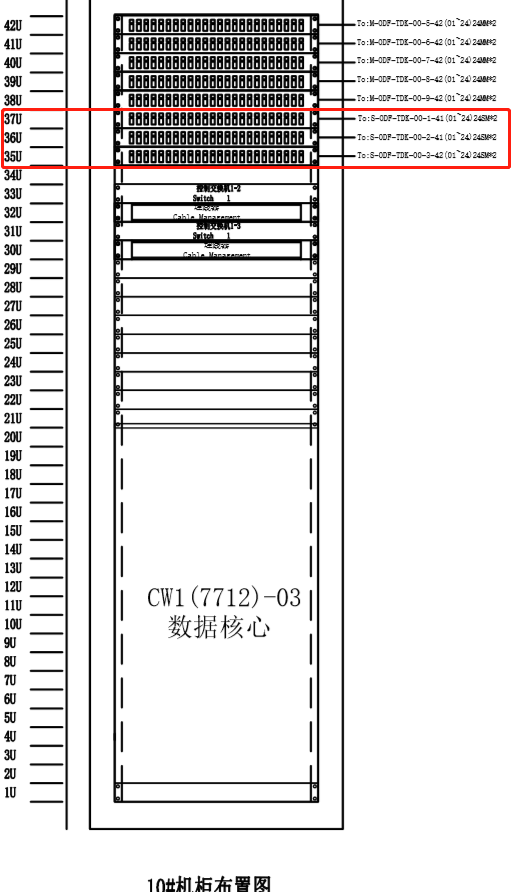 42U
To:M-ODF-TDK-00-5-42(01~24)24MM*2
41U
To:M-ODF-TDK-00-6-42(01~24)24MM*2
40U
To:M-ODF-TDK-00-7-42(01~24)24MM*2
39U
To:M-ODF-TDK-00-8-42(01~24)24MM*2
38U
To:M-ODF-TDK-00-9-42(01~24)24MM*2
37U
To:S-ODF-TDK-00-1-41(01~24)24SM*2
36U
To:S-ODF-TDK-00-2-41(01~24)24SM*2
35U
To:S-ODF-TDK-00-3-42(01~24)24SM*2
34U
33U
控制交换机1-2
Switch 1
32U
理线器
Cable Management
31U
控制交换机1-3
Switch 1
30U
理线器
Cable Management
29U
28U
27U
26U
25U
24U
23U
22U
21U
20U
19U
18U
17U
16U
15U
14U
13U
12U
11U
CW1(7712)-03
10U
数据核心
9U
8U
7U
6U
5U
4U
3U
2U
1U
10#机柜布置图